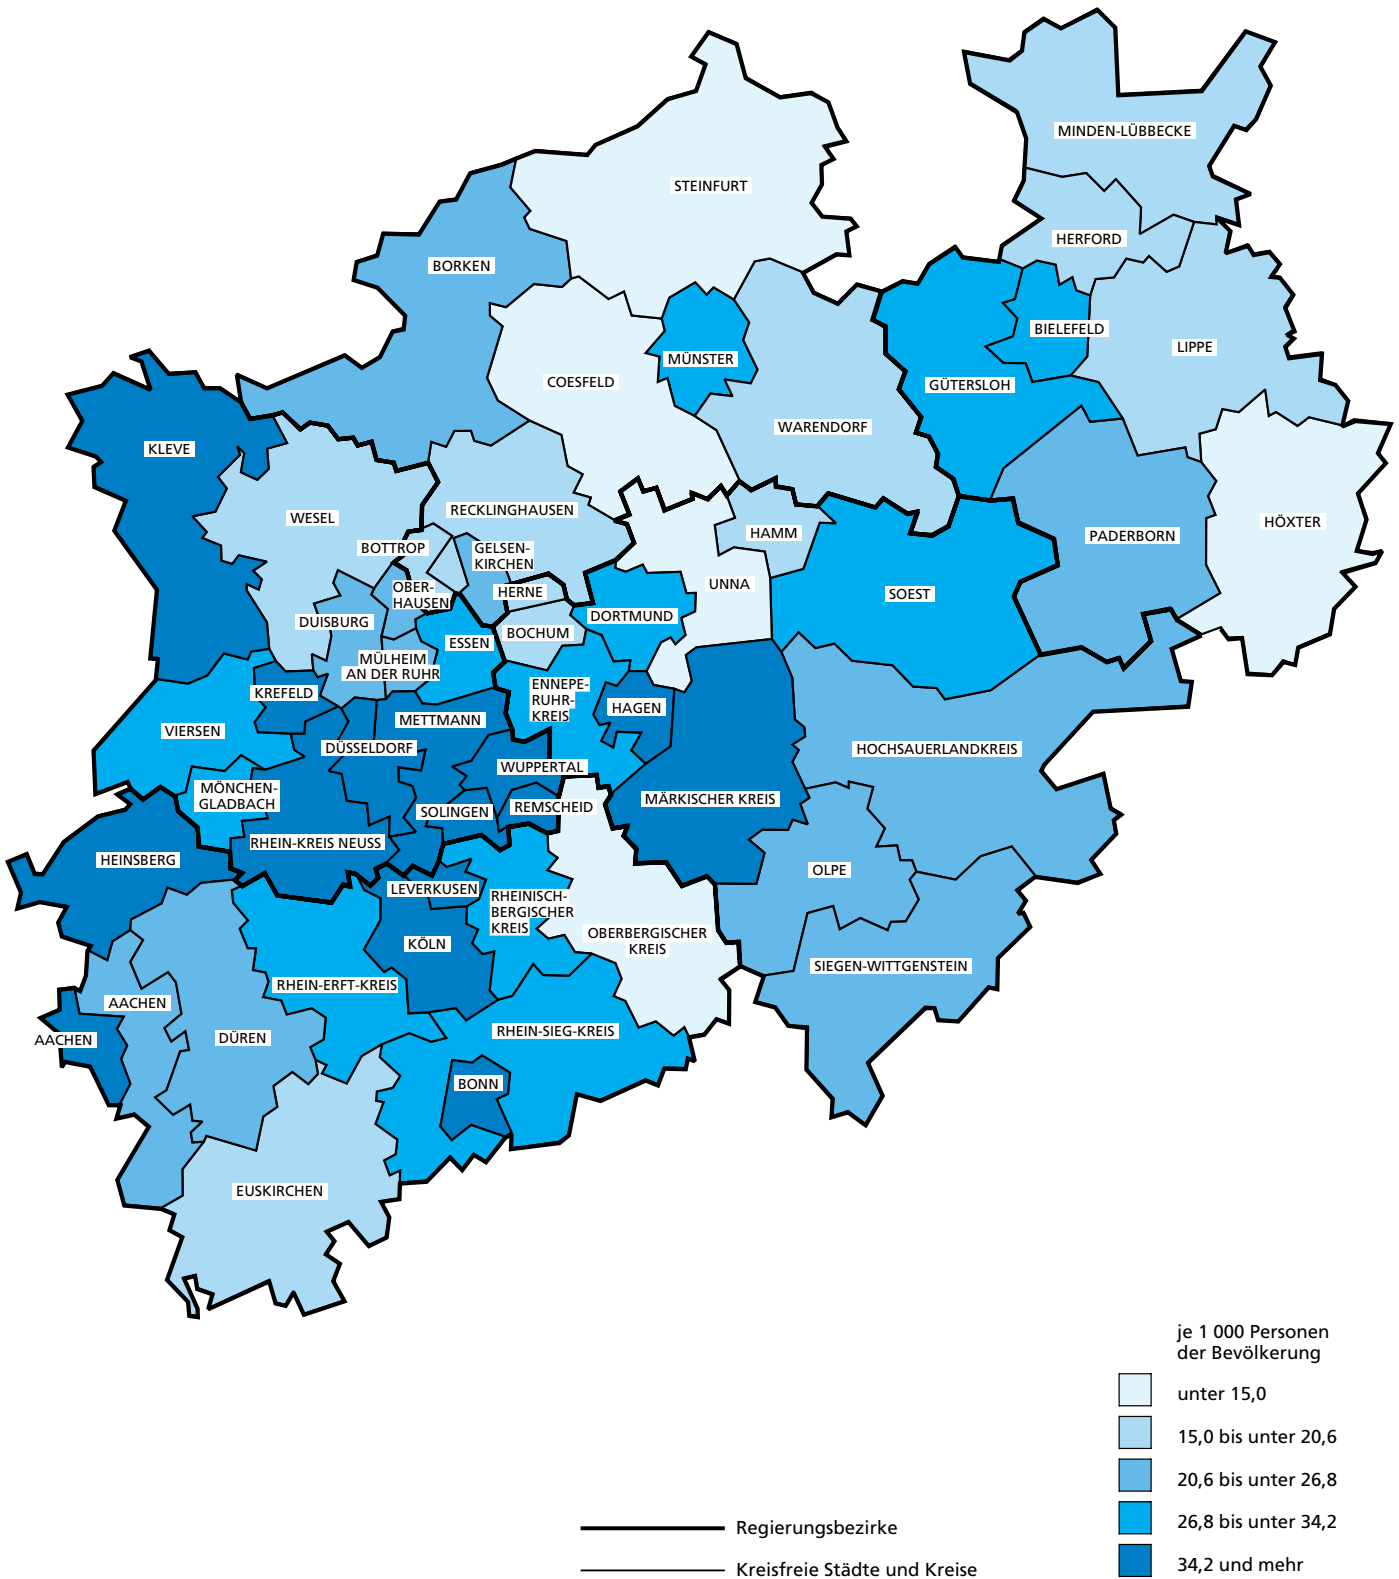 MINDEN-LÜBBECKE
STEINFURT
HERFORD
BORKEN
BIELEFELD
LIPPE
MÜNSTER
COESFELD
GÜTERSLOH
WARENDORF
KLEVE
RECKLINGHAUSEN
WESEL
HÖXTER
HAMM
PADERBORN
BOTTROP
GELSEN-
KIRCHEN
UNNA
OBER-
HAUSEN
HERNE
SOEST
DORTMUND
DUISBURG
BOCHUM
ESSEN
MÜLHEIM
AN DER RUHR
ENNEPE-
RUHR-
KREIS
KREFELD
HAGEN
METTMANN
VIERSEN
DÜSSELDORF
HOCHSAUERLANDKREIS
WUPPERTAL
MÖNCHEN-
GLADBACH
MÄRKISCHER KREIS
REMSCHEID
SOLINGEN
RHEIN-KREIS NEUSS
HEINSBERG
OLPE
LEVERKUSEN
RHEINISCH-
BERGISCHER
KREIS
OBERBERGISCHER
KREIS
KÖLN
SIEGEN-WITTGENSTEIN
RHEIN-ERFT-KREIS
AACHEN
RHEIN-SIEG-KREIS
DÜREN
AACHEN
BONN
EUSKIRCHEN
je 1 000 Personen
der Bevölkerung
unter 15,0
15,0 bis unter 20,6
20,6 bis unter 26,8
26,8 bis unter 34,2
34,2 und mehr
Regierungsbezirke
Kreisfreie Städte und Kreise